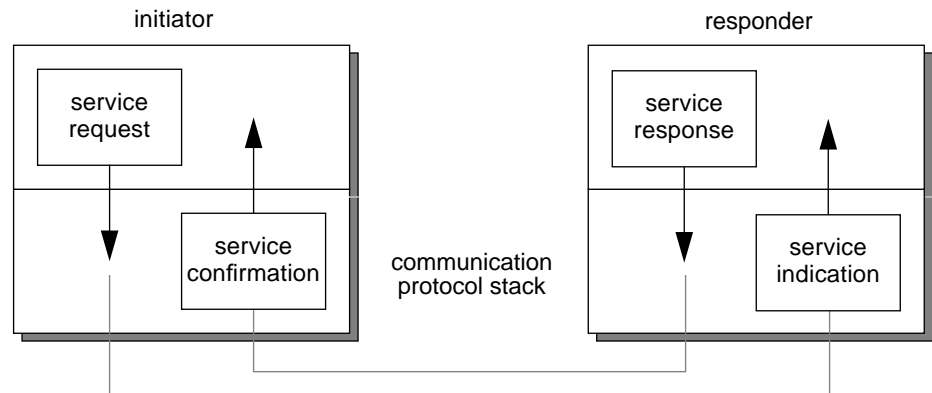 initiator
responder
service
request
service
response
service
confirmation
communication
protocol stack
service
indication